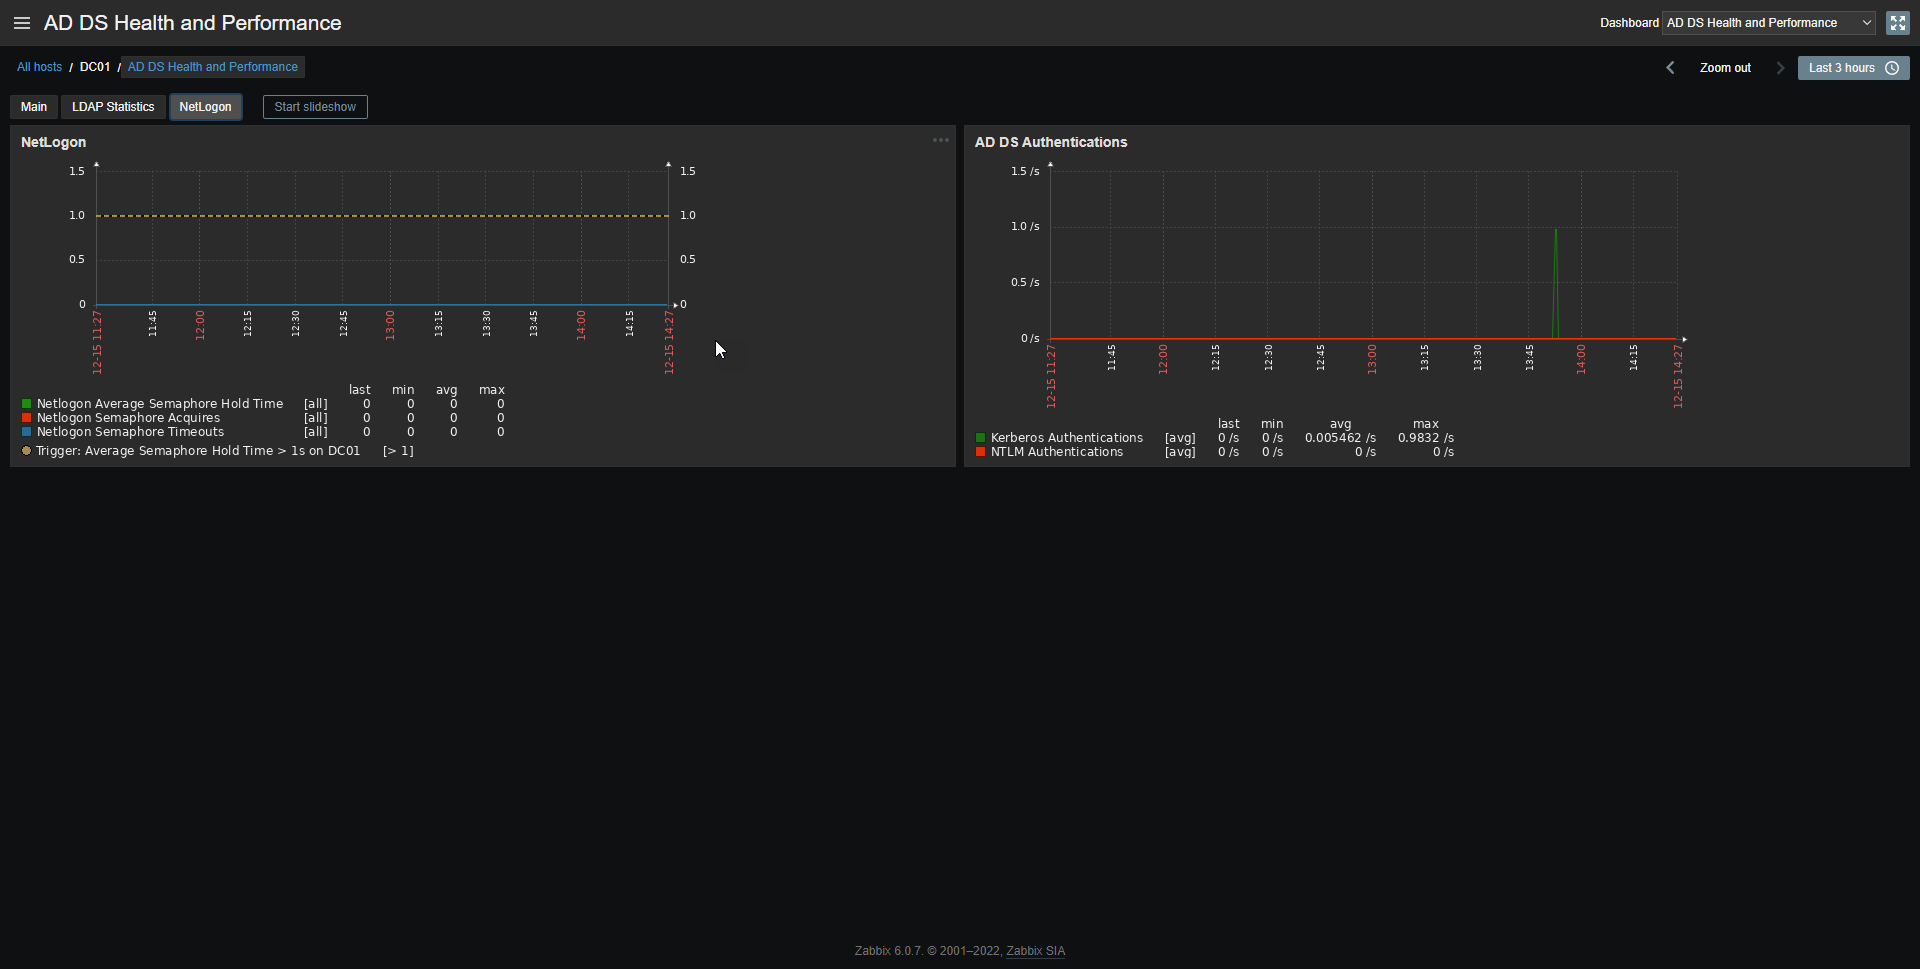 AD DS Health and Performance
Dashboard AD DS Health and Performance
All hosts / DC01 / AD DS Health and Performance
Zoom out
Last 3 hours
Main LDAP Statistics NetLogon Start slideshow
NetLogon
1.5 1.5
1.0 1.0
0.5 0.5
0 0
12-15 11:27 11:45 12:00 12:15 12:30 12:45 13:00 13:15 13:30 13:45 14:00 14:15 12-15 14:27
last min avg max
Netlogon Average Semaphore Hold Time [all] 0 0 0 0
Netlogon Semaphore Acquires [all] 0 0 0 0
Netlogon Semaphore Timeouts [all] 0 0 0 0
Trigger: Average Semaphore Hold Time > 1s on DC01 [> 1]
AD DS Authentications
1.5 /s
1.0 /s
0.5 /s
0 /s
12-15 11:27 11:45 12:00 12:15 12:30 12:45 13:00 13:15 13:30 13:45 14:00 14:15 12-15 14:27
last min avg max
Kerberos Authentications [avg] 0 /s 0 /s 0.005462 /s 0.9832 /s
NTLM Authentications [avg] 0 /s 0 /s 0 /s 0 /s
Zabbix 6.0.7. © 2001–2022, Zabbix SIA